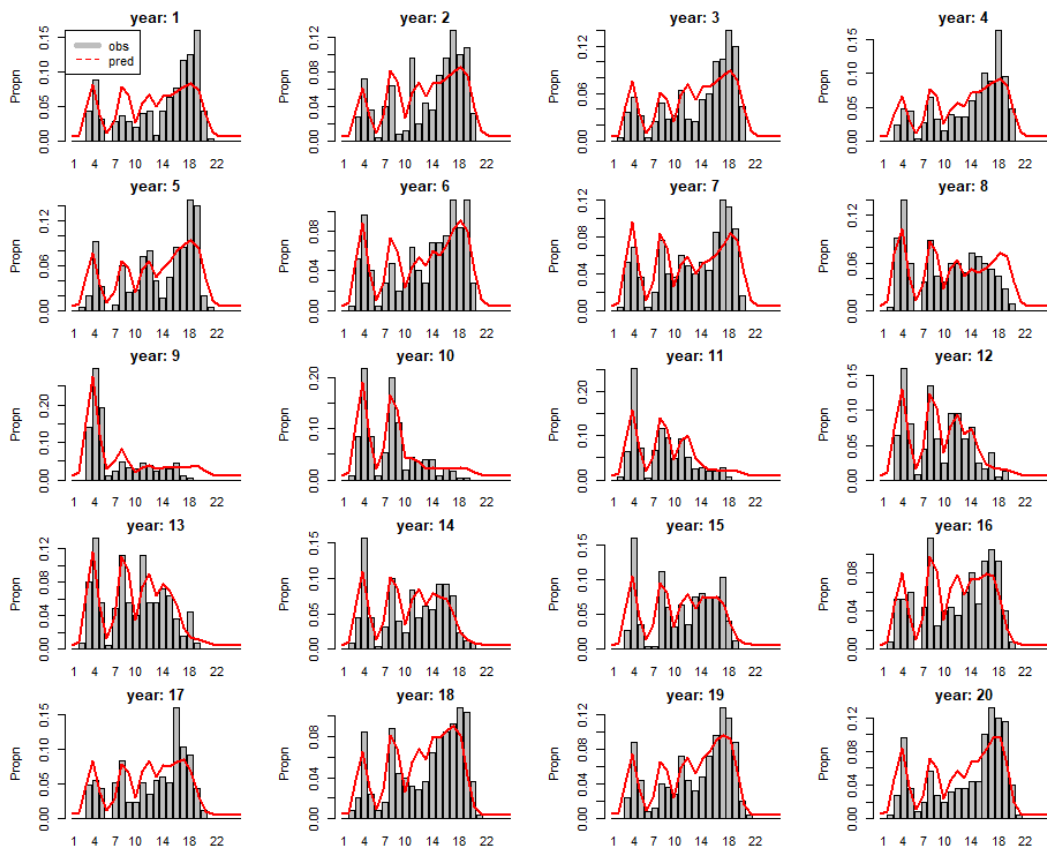 year: 1
obs
pred
Propn
0.00 0.05 0.10 0.15
1 4 7 10 14 18 22
year: 2
Propn
0.00 0.04 0.08 0.12
1 4 7 10 14 18 22
year: 3
Propn
0.00 0.04 0.08 0.12
1 4 7 10 14 18 22
year: 4
Propn
0.00 0.05 0.10 0.15
1 4 7 10 14 18 22
year: 5
Propn
0.00 0.06 0.12
1 4 7 10 14 18 22
year: 6
Propn
0.00 0.04 0.08
1 4 7 10 14 18 22
year: 7
Propn
0.00 0.06 0.12
1 4 7 10 14 18 22
year: 8
Propn
0.00 0.06 0.12
1 4 7 10 14 18 22
year: 9
Propn
0.00 0.10 0.20
1 4 7 10 14 18 22
year: 10
Propn
0.00 0.10 0.20
1 4 7 10 14 18 22
year: 11
Propn
0.00 0.10 0.20
1 4 7 10 14 18 22
year: 12
Propn
0.00 0.05 0.10 0.15
1 4 7 10 14 18 22
year: 13
Propn
0.00 0.06 0.12
1 4 7 10 14 18 22
year: 14
Propn
0.00 0.05 0.10 0.15
1 4 7 10 14 18 22
year: 15
Propn
0.00 0.05 0.10 0.15
1 4 7 10 14 18 22
year: 16
Propn
0.00 0.04 0.08
1 4 7 10 14 18 22
year: 17
Propn
0.00 0.05 0.10 0.15
1 4 7 10 14 18 22
year: 18
Propn
0.00 0.04 0.08
1 4 7 10 14 18 22
year: 19
Propn
0.00 0.06 0.12
1 4 7 10 14 18 22
year: 20
Propn
0.00 0.04 0.08 0.12
1 4 7 10 14 18 22